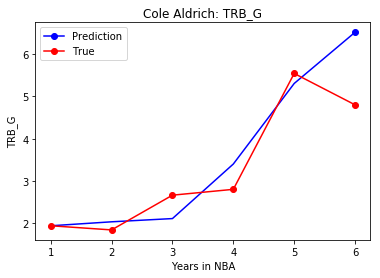 Cole Aldrich: TRB_G
Prediction
True
6
5
4
3
2
TRB_G
1 2 3 4 5 6
Years in NBA